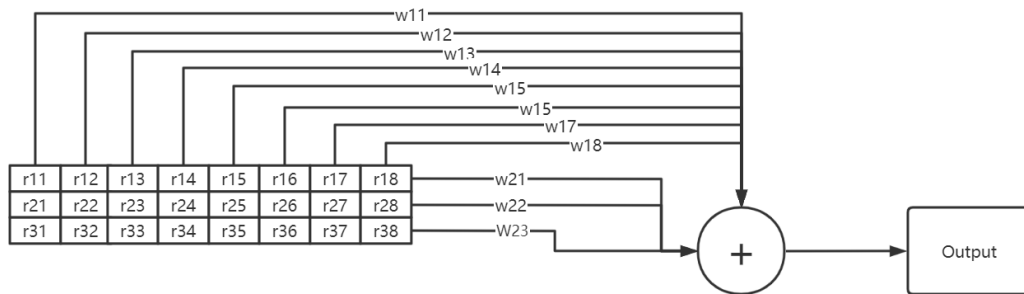 w11
w12
w13
w14
w15
w15
w17
w18
r11 r12 r13 r14 r15 r16 r17 r18 w21
r21 r22 r23 r24 r25 r26 r27 r28 w22
r31 r32 r33 r34 r35 r36 r37 r38 W23
+
Output